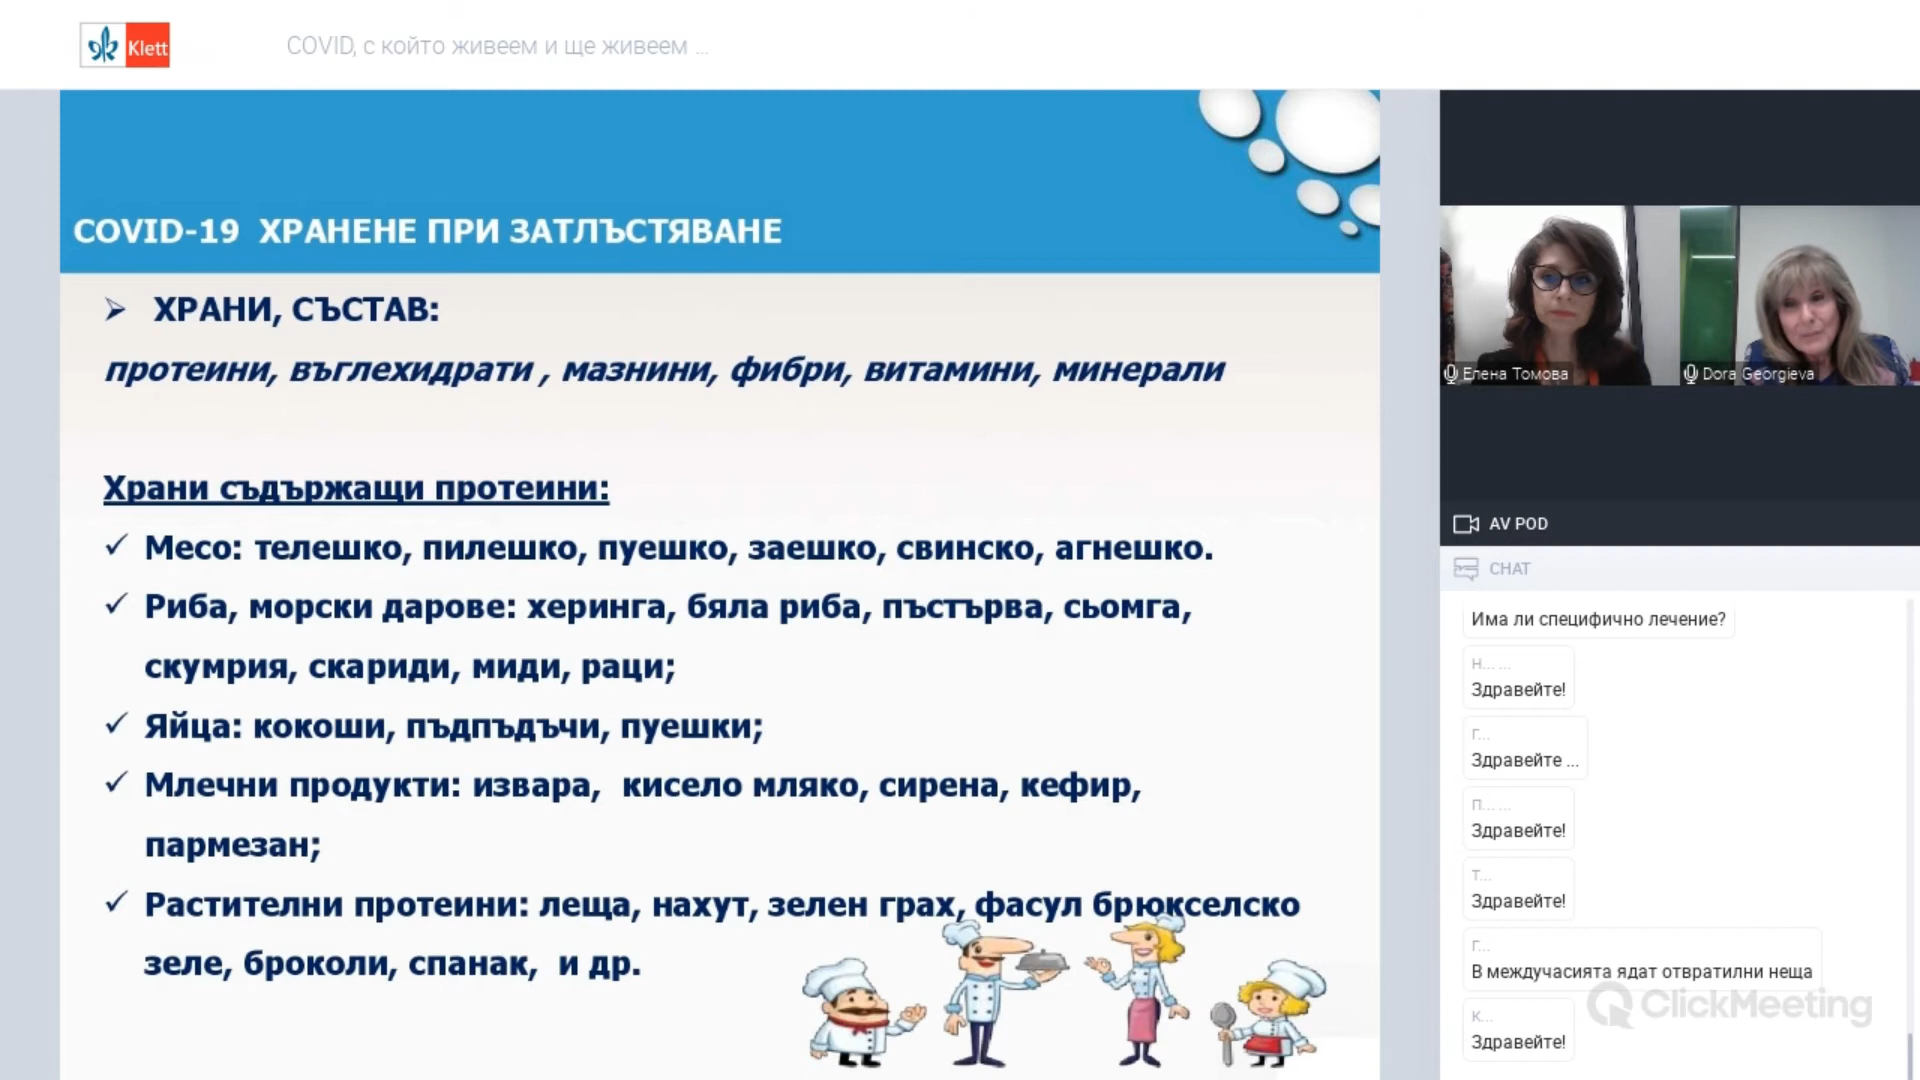 Klett
COVID, с който живеем и ще живеем ...
COVID-19 ХРАНЕНЕ ПРИ ЗАТЛЪСТЯВАНЕ
ХРАНИ, СЪСТАВ:
протеини, въглехидрати , мазнини, фибри, витамини, минерали
Храни съдържащи протеини:
Месо: телешко, пилешко, пуешко, заешко, свинско, агнешко.
Риба, морски дарове: херинга, бяла риба, пъстърва, сьомга,
скумрия, скариди, миди, раци;
Яйца: кокоши, пъдпъдъчи, пуешки;
Млечни продукти: извара, кисело мляко, сирена, кефир,
пармезан;
Растителни протеини: леща, нахут, зелен грах, фасул брюкселско
зеле, броколи, спанак, и др.
Елена Томова
Dora Georgieva
AV POD
CHAT
Има ли специфично лечение?
Н... ...
Здравейте!
Г...
Здравейте ...
П... ...
Здравейте!
Т...
Здравейте!
Г...
В междучасията ядат отвратилни неща
К...
Здравейте!
ClickMeeting